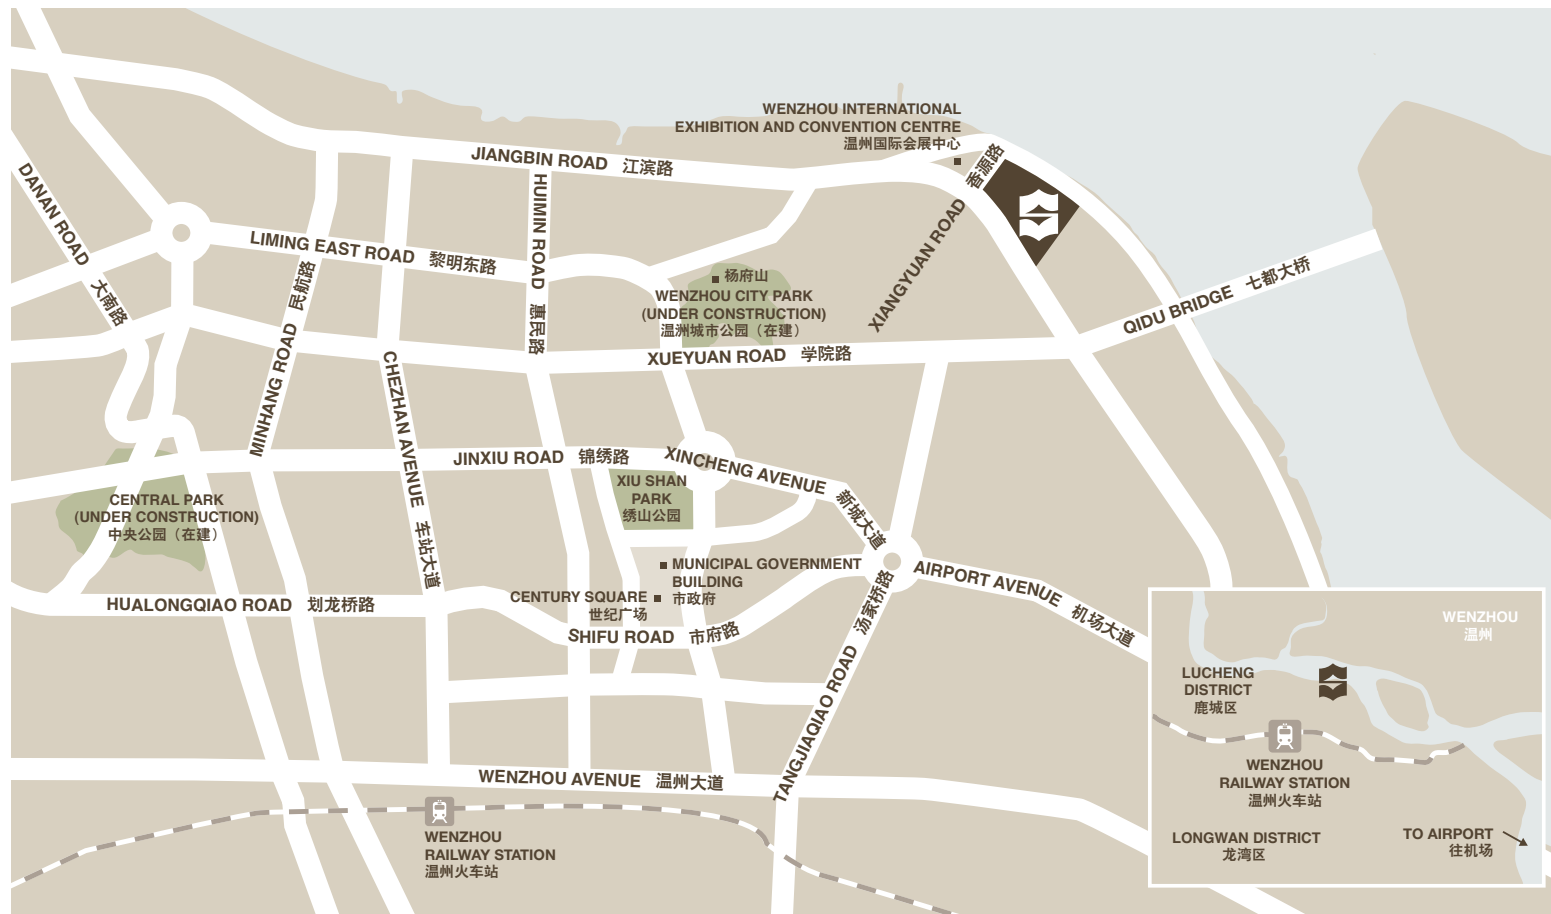 WENZHOU INTERNATIONAL
EXHIBITION AND CONVENTION CENTRE
温州国际会展中心
JIANGBIN ROAD 江滨路
XIANGYUAN ROAD 香源路
DANAN ROAD 大南路
LIMING EAST ROAD 黎明东路
HUIMIN ROAD 惠民路
MINHANG ROAD 民航路
杨府山
WENZHOU CITY PARK
(UNDER CONSTRUCTION)
温洲城市公园（在建）
QIDU BRIDGE 七都大桥
XUEYUAN ROAD 学院路
CHEZHAN AVENUE 车站大道
JINXIU ROAD 锦绣路
XINCHENG AVENUE 新城大道
XIU SHAN
PARK
绣山公园
CENTRAL PARK
(UNDER CONSTRUCTION)
中央公园（在建）
MUNICIPAL GOVERNMENT
BUILDING
市政府
CENTURY SQUARE
世纪广场
AIRPORT AVENUE 机场大道
HUALONGQIAO ROAD 划龙桥路
SHIFU ROAD 市府路
TANGJIAQIAO ROAD 汤家桥路
WENZHOU AVENUE 温州大道
WENZHOU
RAILWAY STATION
温州火车站
WENZHOU
温州
LUCHENG
DISTRICT
鹿城区
WENZHOU
RAILWAY STATION
温州火车站
LONGWAN DISTRICT
龙湾区
TO AIRPORT
往机场